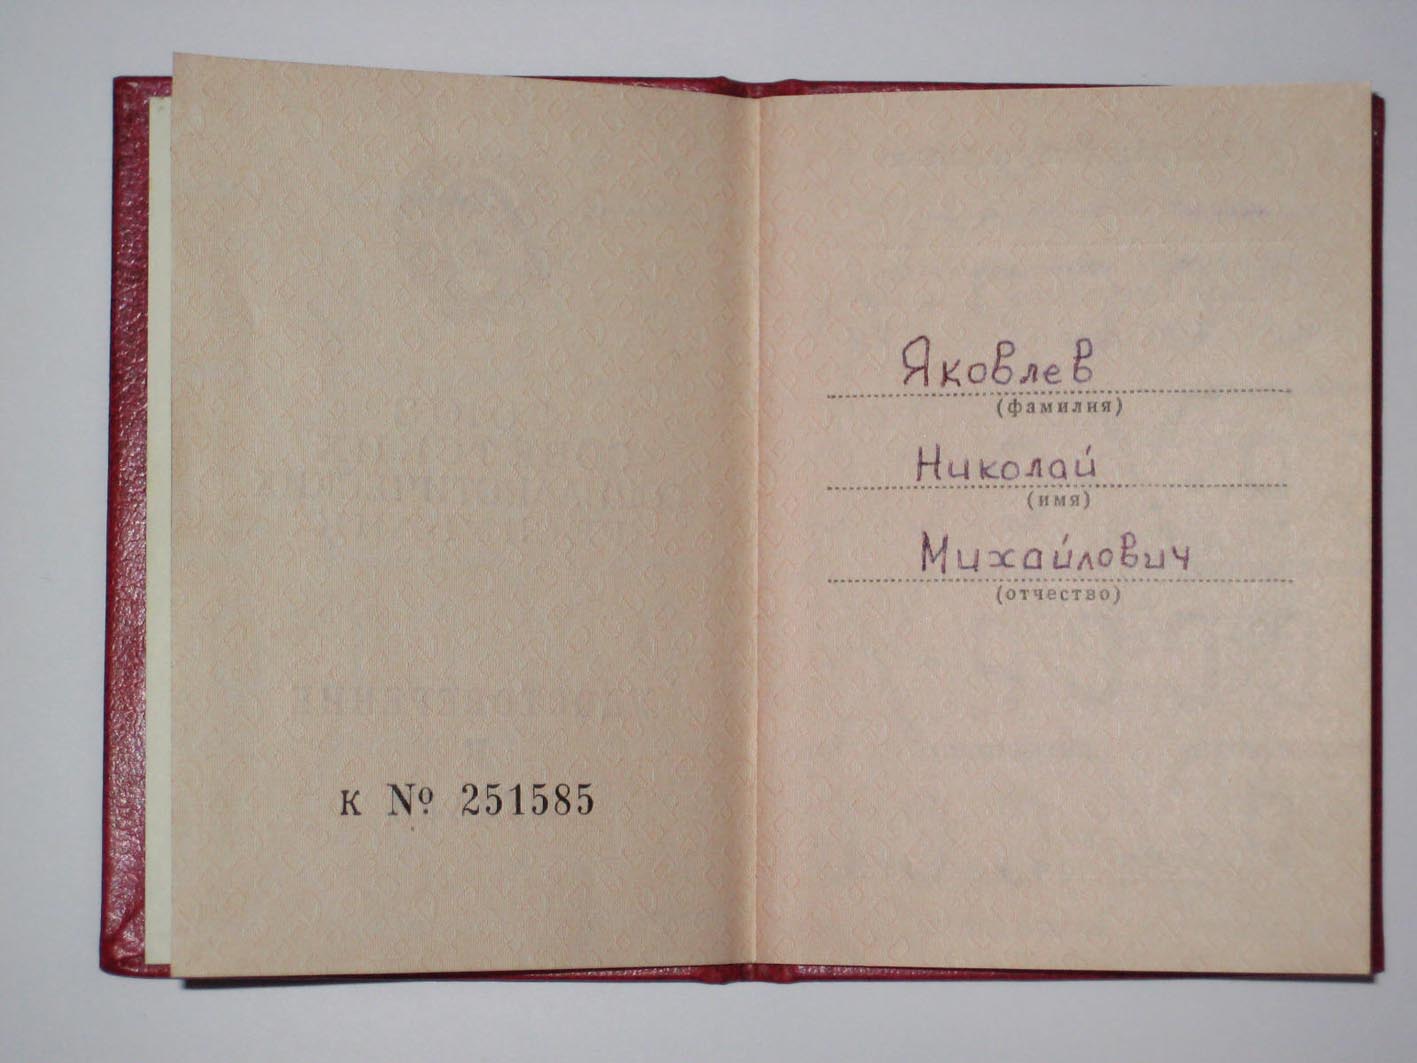 К № 251585
Яковлев
(фамилия)
Николай
(имя)
Михайлович
(отчество)